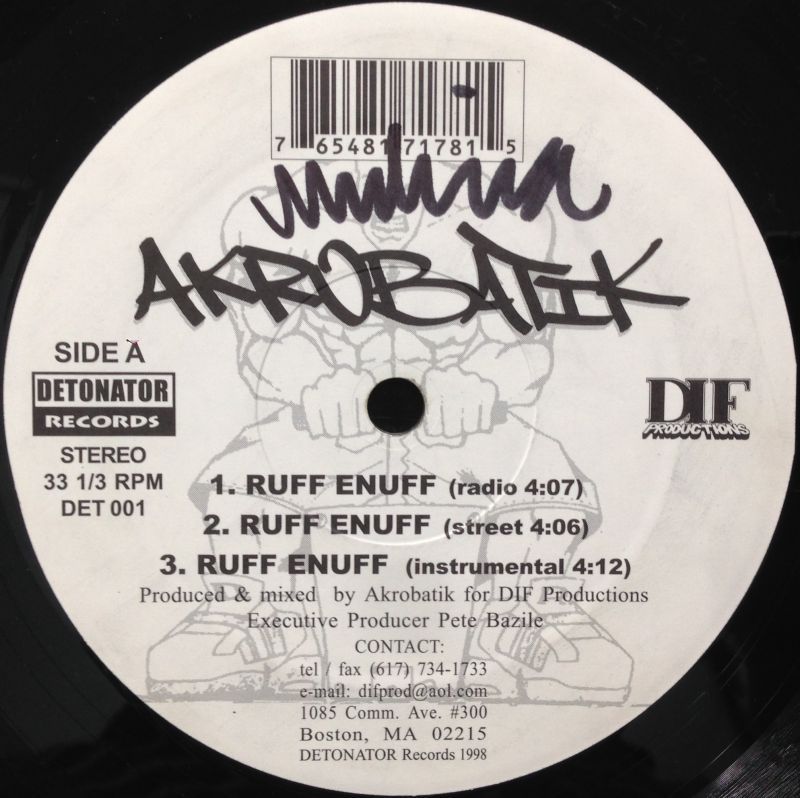 7 65481 71781 5
AKROBATIK
SIDE A
DETONATOR
RECORDS
STEREO
33 1/3 RPM
DET 001
DIF
PRODUCTIONS
1. RUFF ENUFF (radio 4:07)
2. RUFF ENUFF (street 4:06)
3. RUFF ENUFF (instrumental 4:12)
Produced & mixed by Akrobatik for DIF Productions
Executive Producer Pete Bazile
CONTACT:
tel / fax (617) 734-1733
e-mail: difprod@aol.com
1085 Comm. Ave. #300
Boston, MA 02215
DETONATOR Records 1998